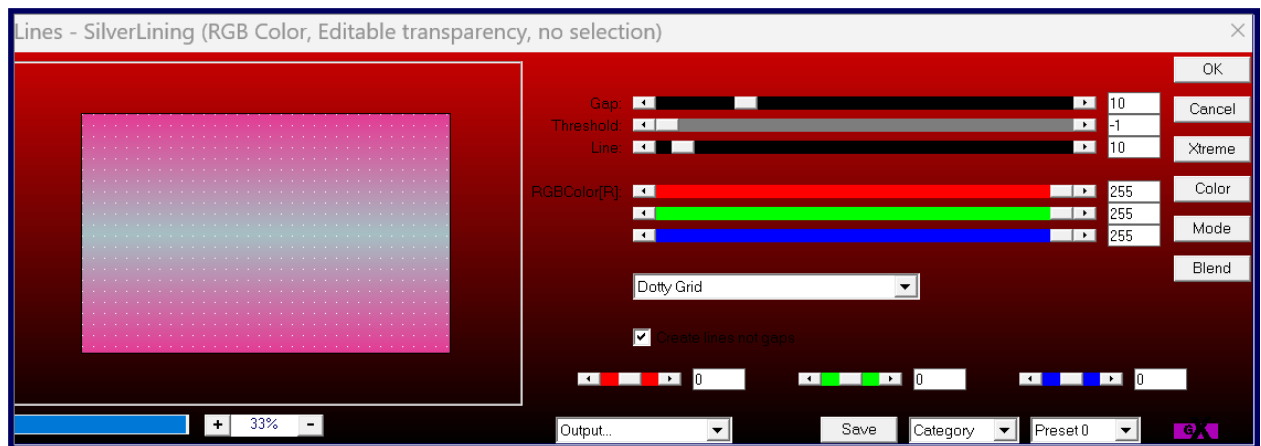 Lines - SilverLining (RGB Color, Editable transparency, no selection)
OK
Gap: 10
Cancel
Threshold: -1
Line: 10
Xtreme
RGBColor[R]: 255
Color
255
255
Mode
Blend
Dotty Grid
Create lines not gaps
0 0 0
+ 33% -
Output... Save Category Preset 0